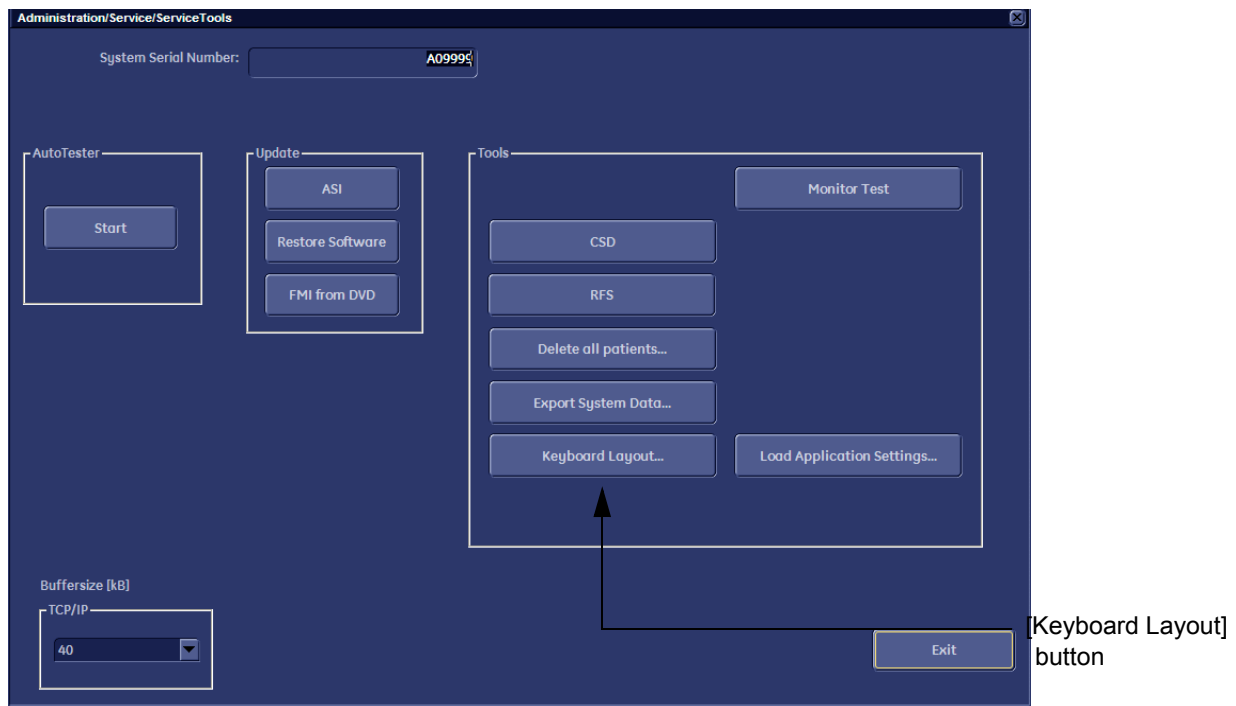 Administration/Service/ServiceTools
System Serial Number:
A09999
AutoTester
Start
Update
ASI
Restore Software
FMI from DVD
Tools
Monitor Test
CSD
RFS
Delete all patients...
Export System Data...
Keyboard Layout...
Load Application Settings...
Buffersize [kB]
TCP/IP
40
Exit
[Keyboard Layout]
button